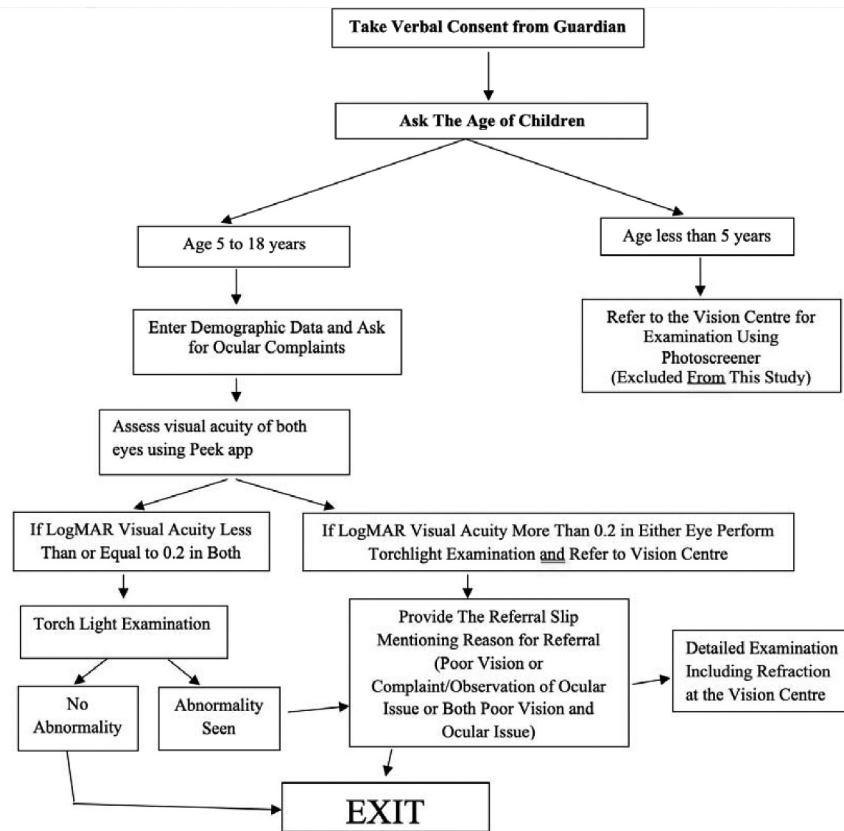 Take Verbal Consent from Guardian
Ask The Age of Children
Age 5 to 18 years
Age less than 5 years
Enter Demographic Data and Ask
for Ocular Complaints
Refer to the Vision Centre for
Examination Using
Photoscreener
(Excluded From This Study)
Assess visual acuity of both
eyes using Peek app
If LogMAR Visual Acuity Less
Than or Equal to 0.2 in Both
If LogMAR Visual Acuity More Than 0.2 in Either Eye Perform
Torchlight Examination and Refer to Vision Centre
Torch Light Examination
Provide The Referral Slip
Mentioning Reason for Referral
(Poor Vision or
Complaint/Observation of Ocular
Issue or Both Poor Vision and
Ocular Issue)
Detailed Examination
Including Refraction
at the Vision Centre
No
Abnormality
Abnormality
Seen
EXIT